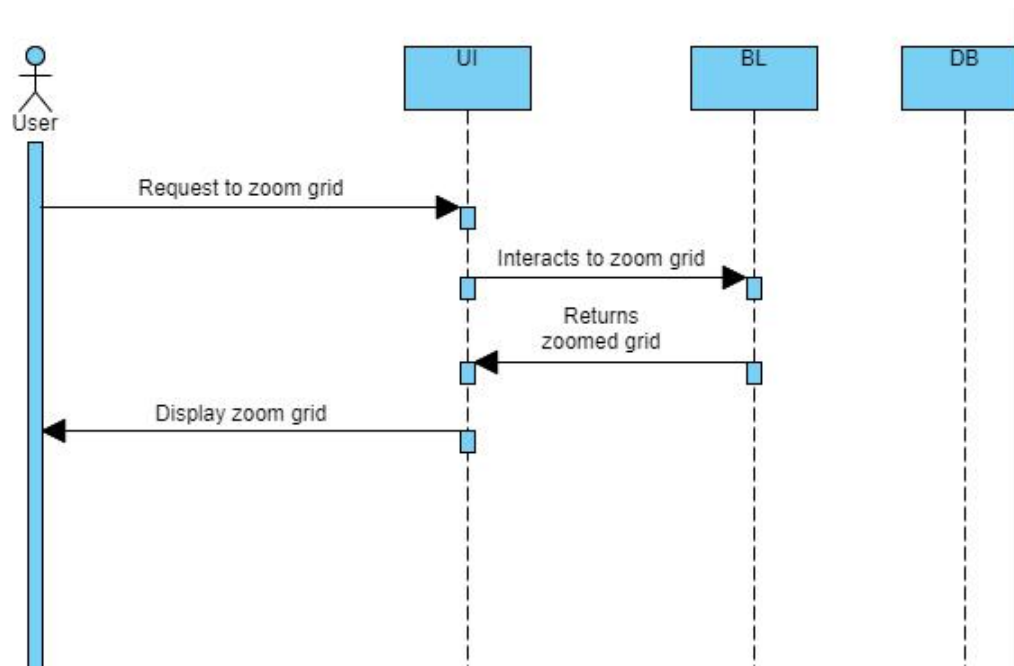 UI
BL
DB
User
Request to zoom grid
Interacts to zoom grid
Returns
zoomed grid
Display zoom grid